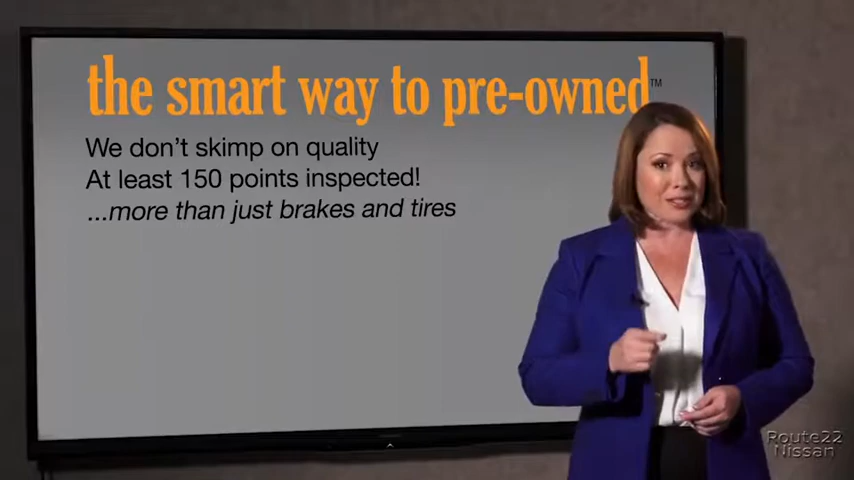 the smart way to pre-owned™
We don't skimp on quality
At least 150 points inspected!
...more than just brakes and tires
Route22
Nissan